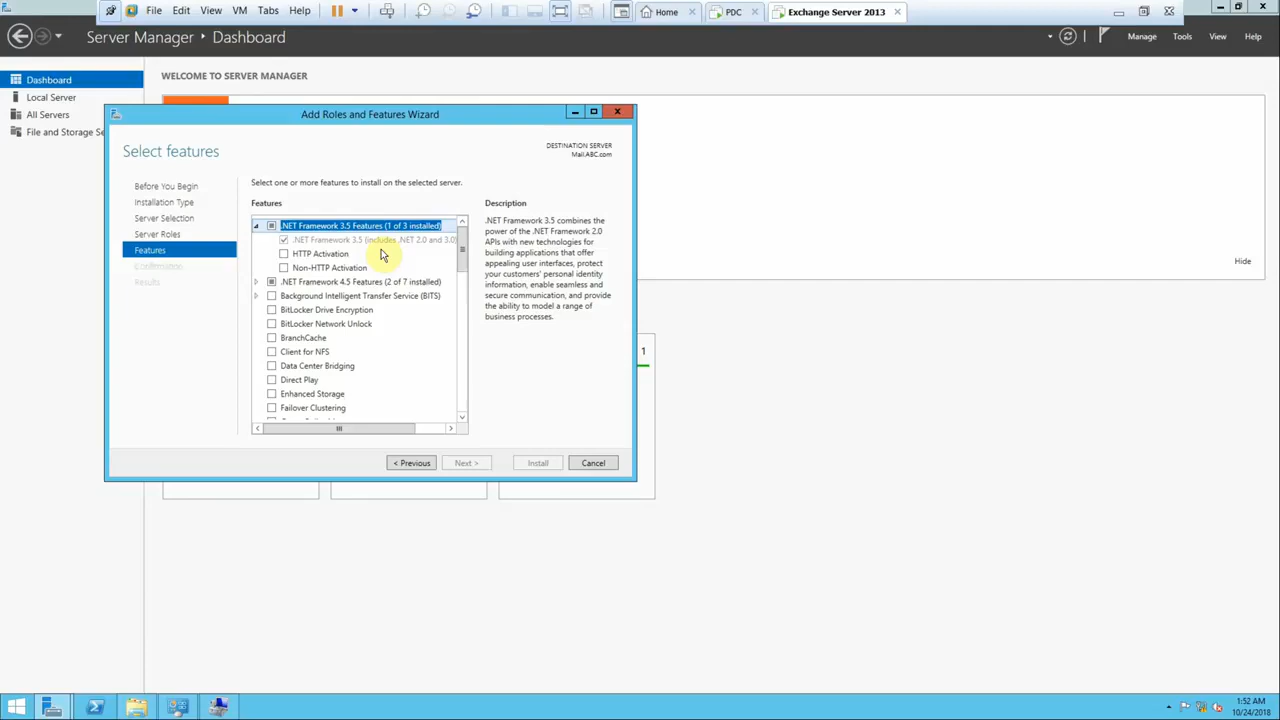 File Edit View VM Tabs Help Home PDC Exchange Server 2013
Server Manager Dashboard Manage Tools View Help
Dashboard
Local Server
All Servers
File and Storage Se
WELCOME TO SERVER MANAGER
Add Roles and Features Wizard
Select features
DESTINATION SERVER
Mail.ABC.com
Before You Begin
Installation Type
Server Selection
Server Roles
Features
Confirmation
Results
Select one or more features to install on the selected server.
Features
.NET Framework 3.5 Features (1 of 3 installed)
.NET Framework 3.5 (includes .NET 2.0 and 3.0)
HTTP Activation
Non-HTTP Activation
.NET Framework 4.5 Features (2 of 7 installed)
Background Intelligent Transfer Service (BITS)
BitLocker Drive Encryption
BitLocker Network Unlock
BranchCache
Client for NFS
Data Center Bridging
Direct Play
Enhanced Storage
Failover Clustering
Description
.NET Framework 3.5 combines the
power of the .NET Framework 2.0
APIs with new technologies for
building applications that offer
appealing user interfaces, protect
your customers' personal identity
information, enable seamless and
secure communication, and provide
the ability to model a range of
business processes.
Hide
1
< Previous Next > Install Cancel
1:52 AM
10/24/2018